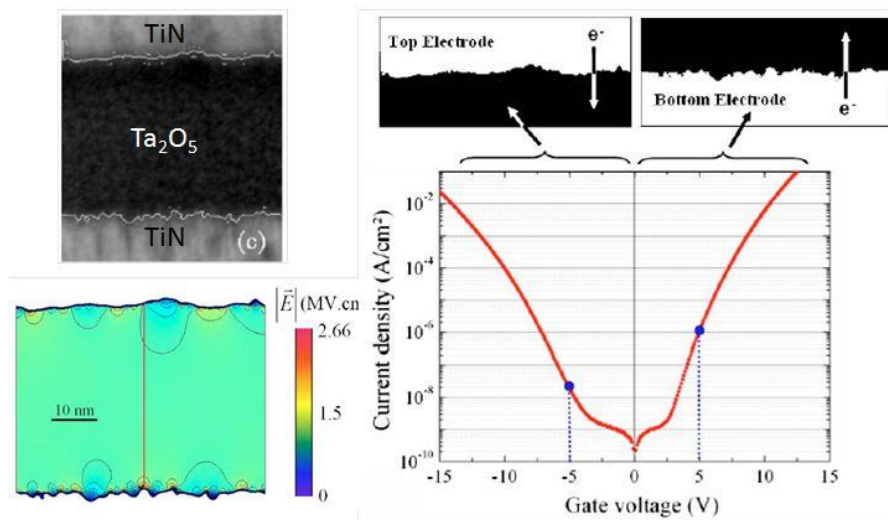 TiN
Ta₂O₅
TiN
(c)
|E⃗| (MV.cn
2.66
1.5
0
10 nm
Top Electrode
e⁻
Bottom Electrode
e⁻
Current density (A/cm²)
10⁻²
10⁻⁴
10⁻⁶
10⁻⁸
10⁻¹⁰
-15
-10
-5
0
5
10
15
Gate voltage (V)